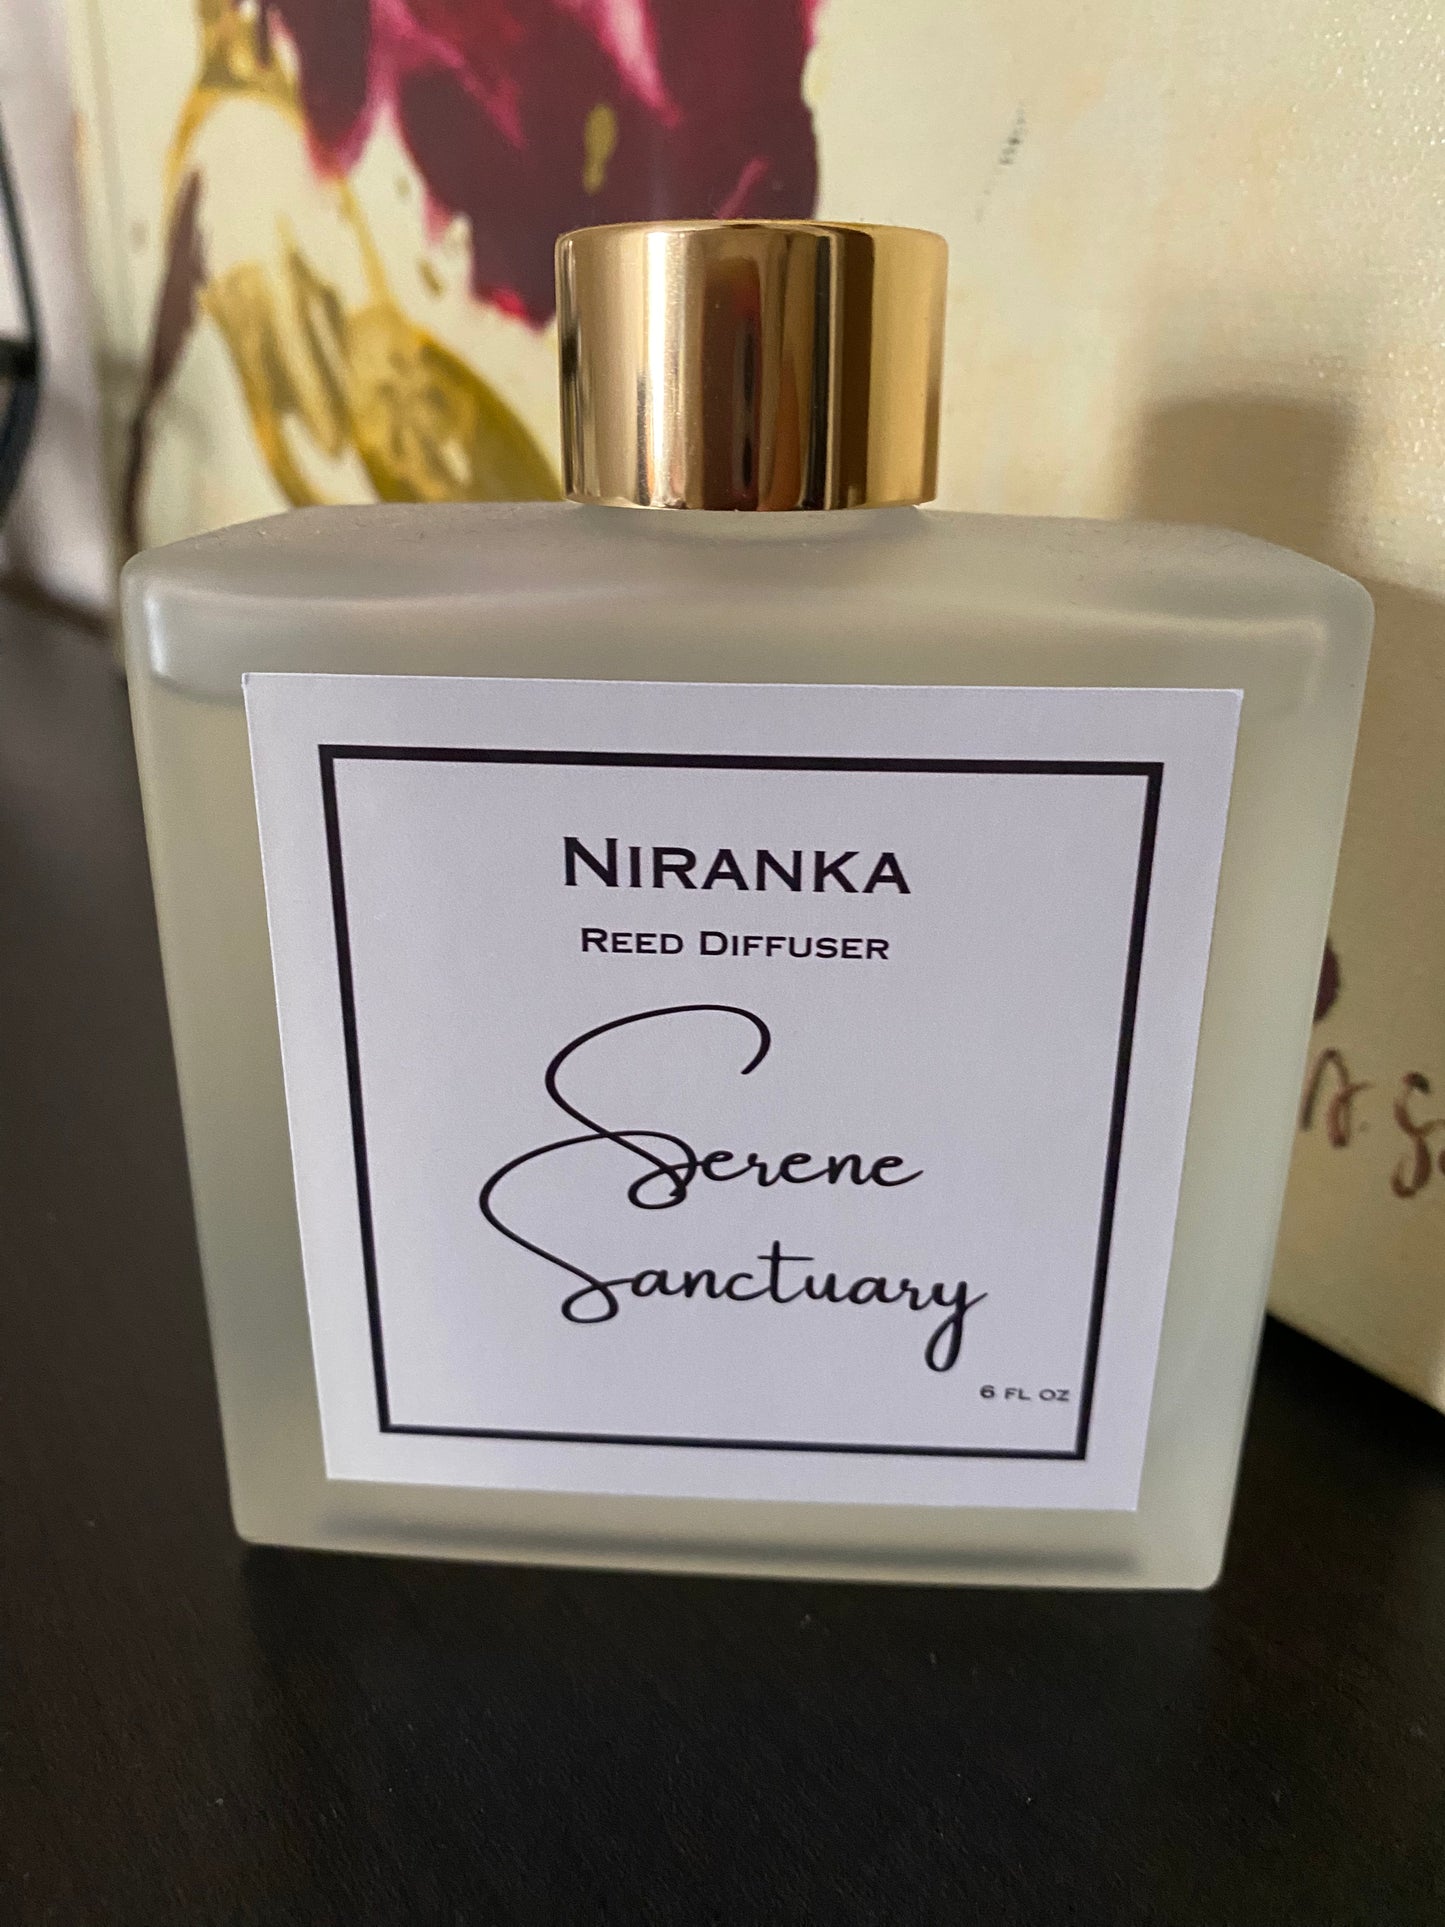 NIRANKA
REED DIFFUSER
Serene
Sanctuary
6 FL OZ